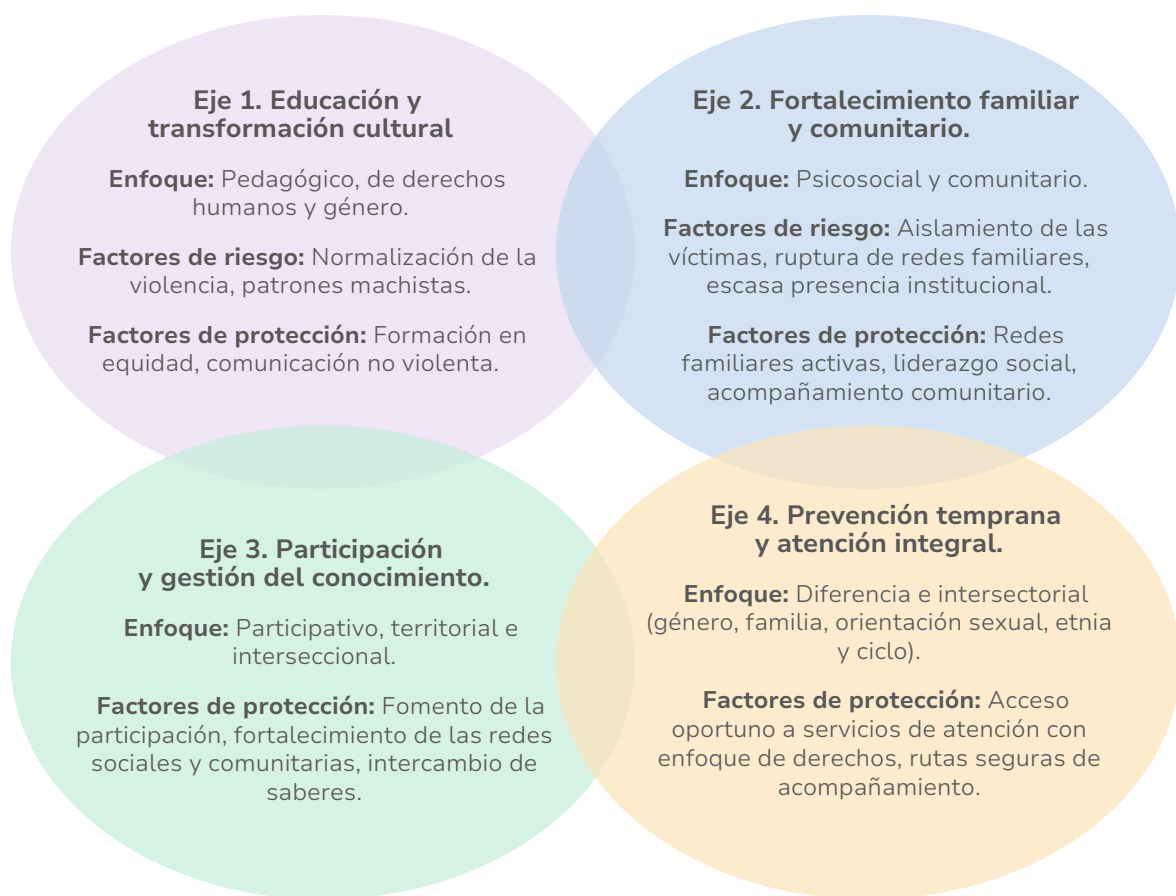 Eje 1. Educación y
transformación cultural
Enfoque: Pedagógico, de derechos
humanos y género.
Factores de riesgo: Normalización de la
violencia, patrones machistas.
Factores de protección: Formación en
equidad, comunicación no violenta.
Eje 2. Fortalecimiento familiar
y comunitario.
Enfoque: Psicosocial y comunitario.
Factores de riesgo: Aislamiento de las
víctimas, ruptura de redes familiares,
escasa presencia institucional.
Factores de protección: Redes
familiares activas, liderazgo social,
acompañamiento comunitario.
Eje 3. Participación
y gestión del conocimiento.
Enfoque: Participativo, territorial e
interseccional.
Factores de protección: Fomento de la
participación, fortalecimiento de las redes
sociales y comunitarias, intercambio de
saberes.
Eje 4. Prevención temprana
y atención integral.
Enfoque: Diferencia e intersectorial
(género, familia, orientación sexual, etnia
y ciclo).
Factores de protección: Acceso
oportuno a servicios de atención con
enfoque de derechos, rutas seguras de
acompañamiento.